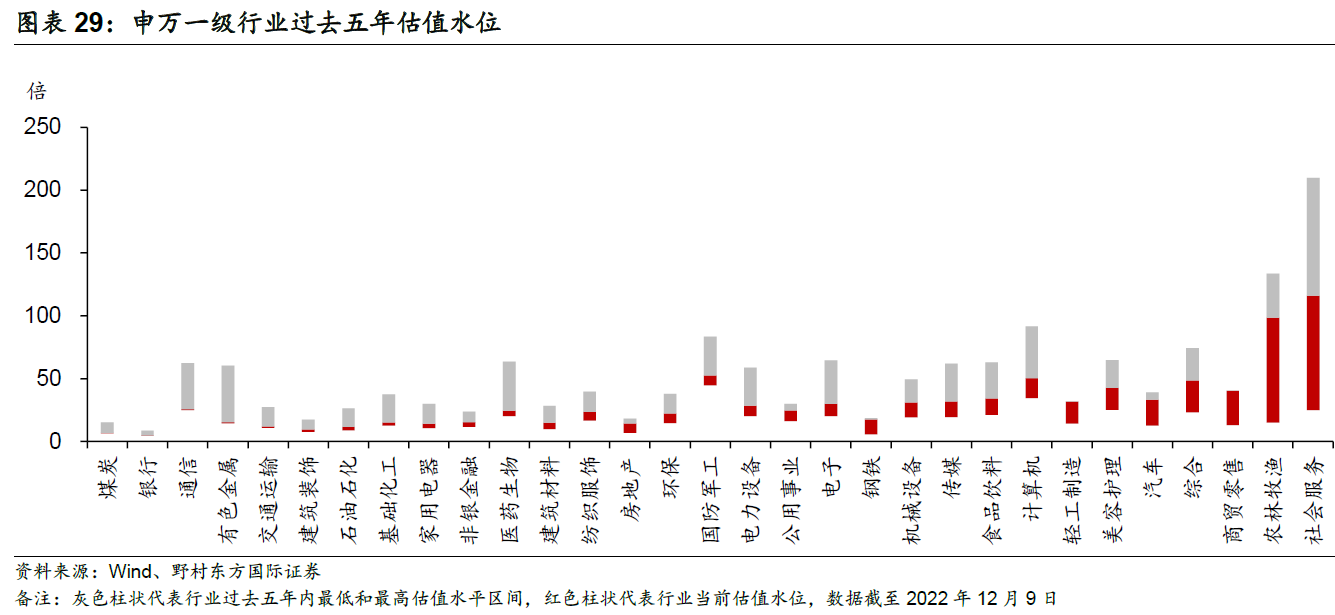 图表 29：申万一级行业过去五年估值水位
倍
250
200
150
100
50
0
煤炭
银行
通信
有色金属
交通运输
建筑装饰
石油石化
基础化工
家用电器
非银金融
医药生物
建筑材料
纺织服饰
房地产
环保
国防军工
电力设备
公用事业
电子
钢铁
机械设备
传媒
食品饮料
计算机
轻工制造
美容护理
汽车
综合
商贸零售
农林牧渔
社会服务
资料来源：Wind、野村东方国际证券
备注：灰色柱状代表行业过去五年内最低和最高估值水平区间，红色柱状代表行业当前估值水位，数据截至 2022 年 12 月 9 日